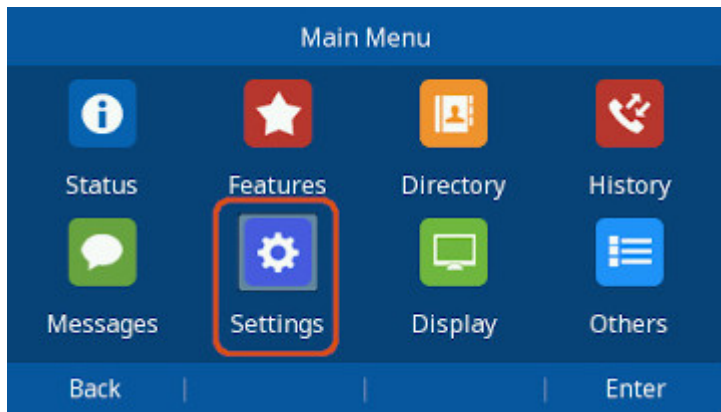 Main Menu
Status Features Directory History
Messages Settings Display Others
Back Enter